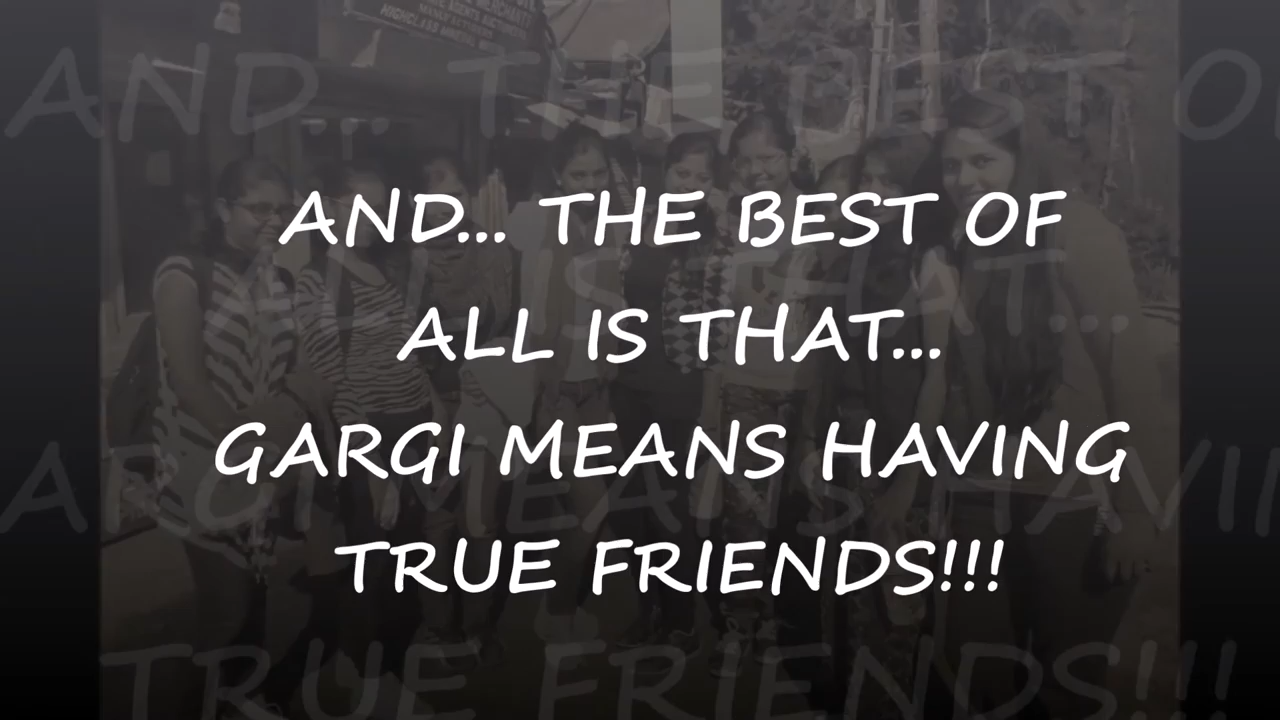 AND... THE BEST OF
ALL IS THAT...
GARGI MEANS HAVING
TRUE FRIENDS!!!